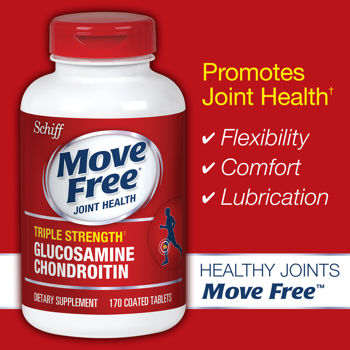 Schiff
Move
Free®
JOINT HEALTH
TRIPLE STRENGTH†
GLUCOSAMINE
CHONDROITIN
DIETARY SUPPLEMENT 170 COATED TABLETS
Promotes
Joint Health†
✓ Flexibility
✓ Comfort
✓ Lubrication
HEALTHY JOINTS
Move Free™